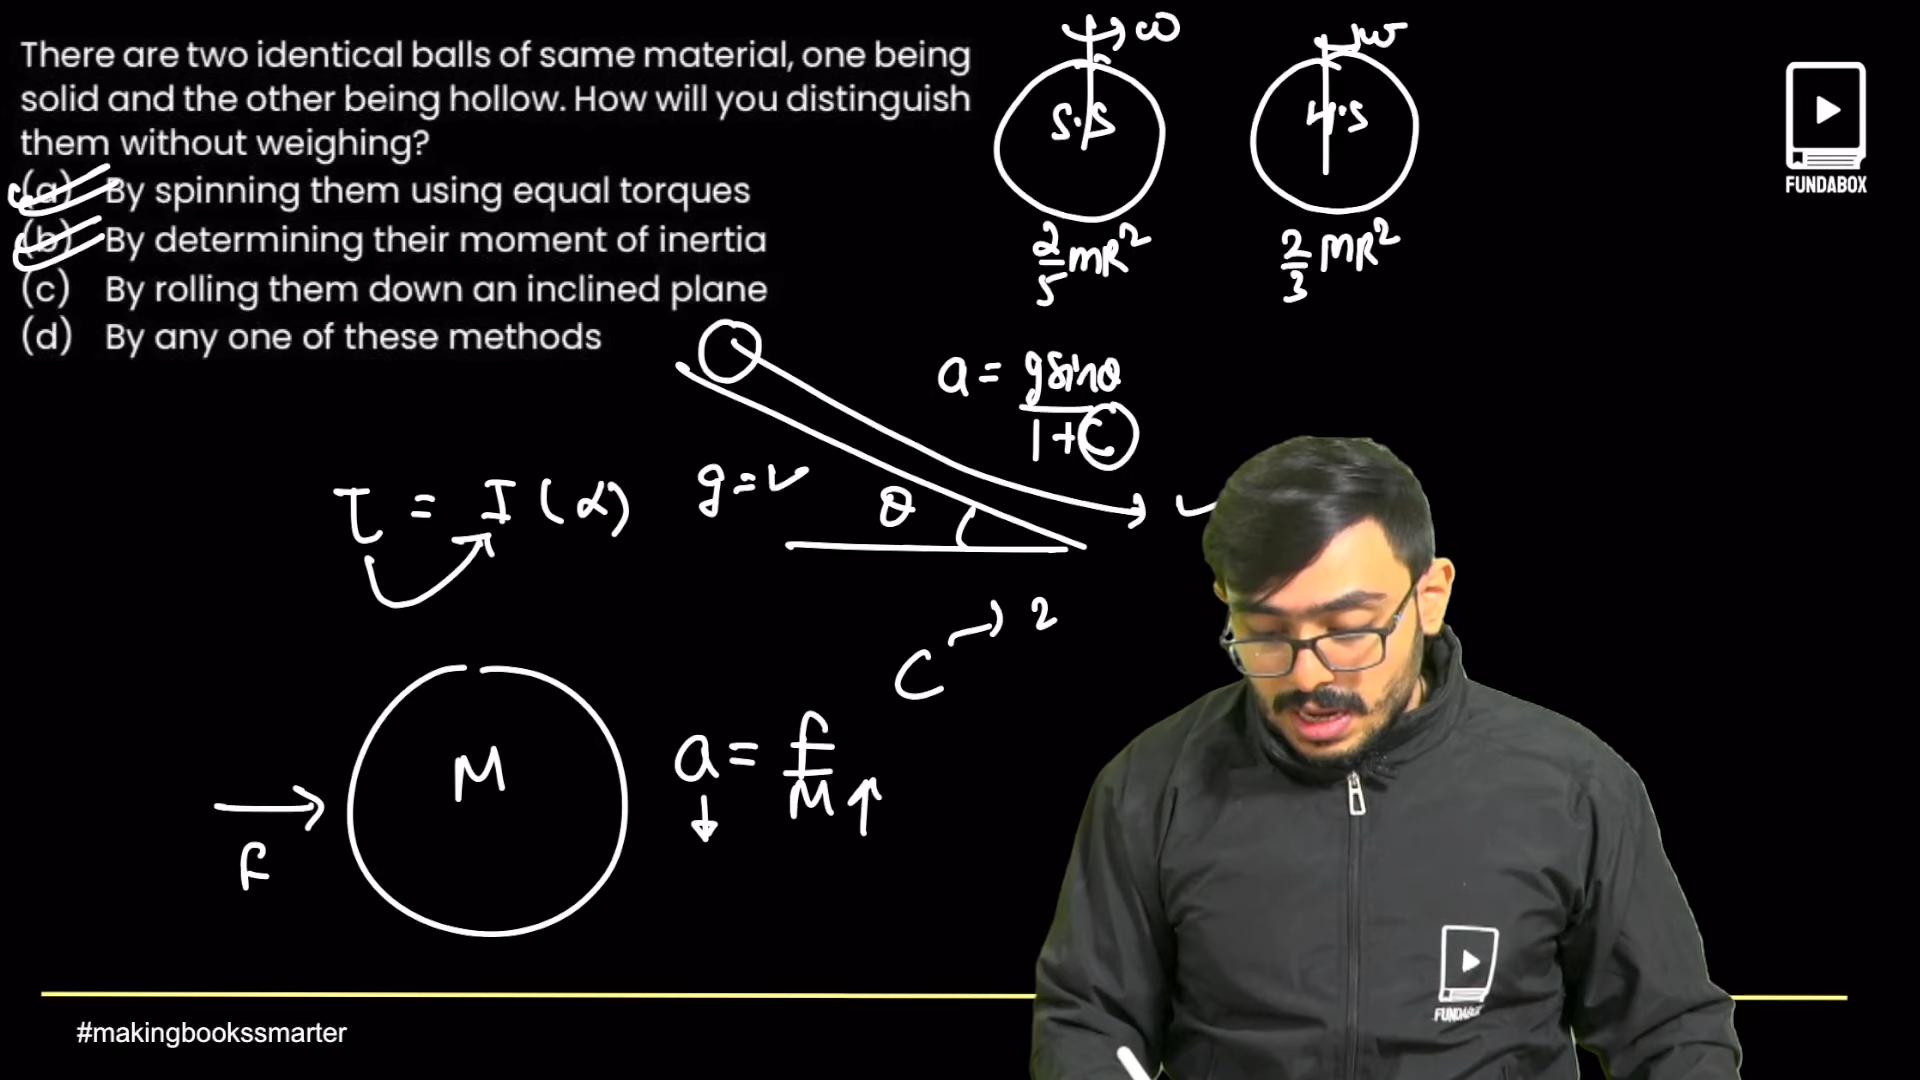 There are two identical balls of same material, one being
solid and the other being hollow. How will you distinguish
them without weighing?
(a) By spinning them using equal torques
(b) By determining their moment of inertia
(c) By rolling them down an inclined plane
(d) By any one of these methods
ω
ω
S.S
H.S
2/5 MR²
2/3 MR²
FUNDABOX
a = gsinθ
1+C
τ = I (α)
g =
θ
C → 2
M
F
a = F
M ↑
FUNDABOX
#makingbookssmarter